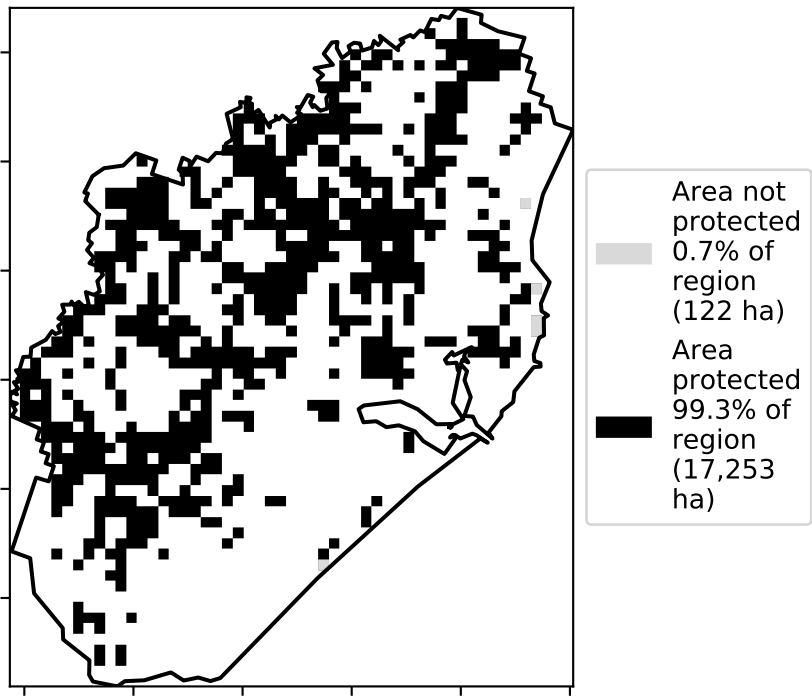 Area not
protected
0.7% of
region
(122 ha)
Area
protected
99.3% of
region
(17,253
ha)